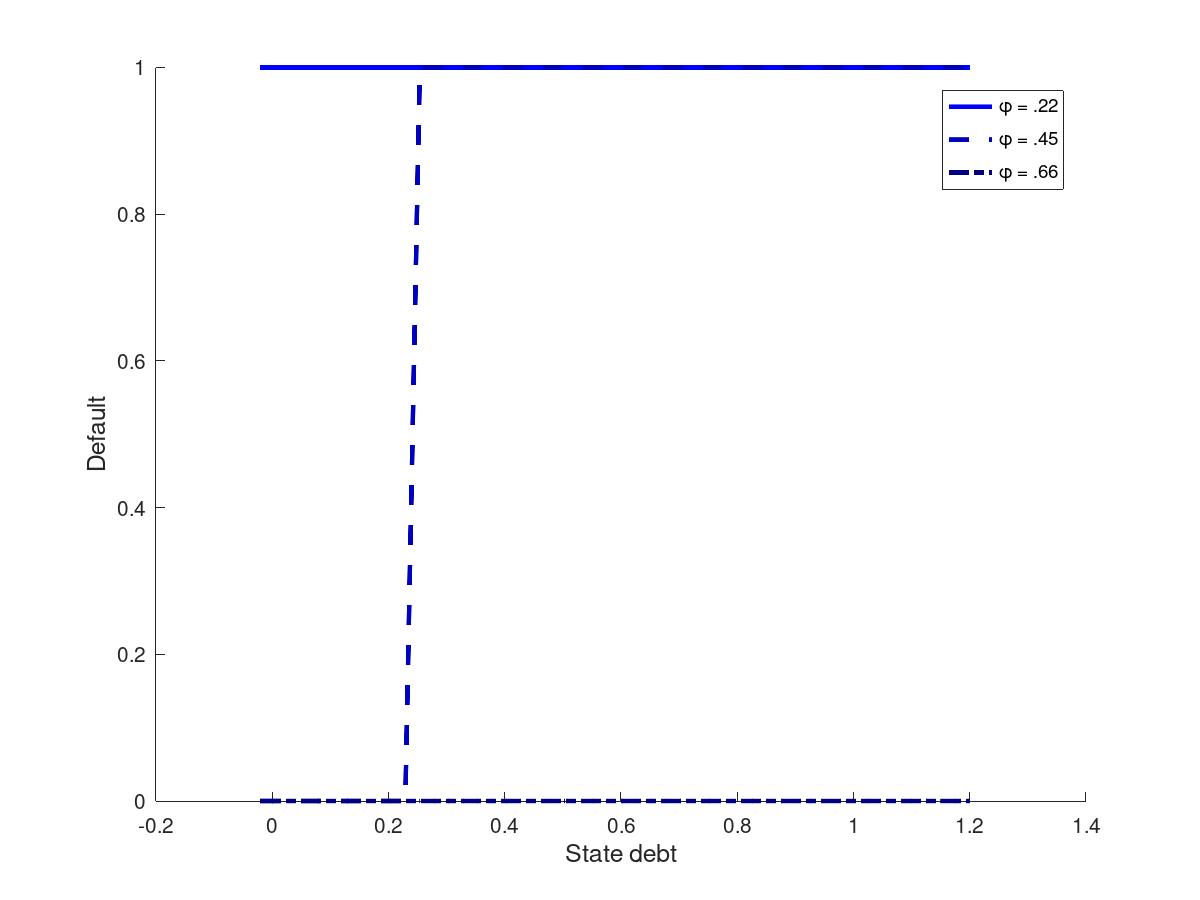 1
φ = .22
φ = .45
φ = .66
0.8
0.6
Default
0.4
0.2
0
-0.2 0 0.2 0.4 0.6 0.8 1 1.2 1.4
State debt